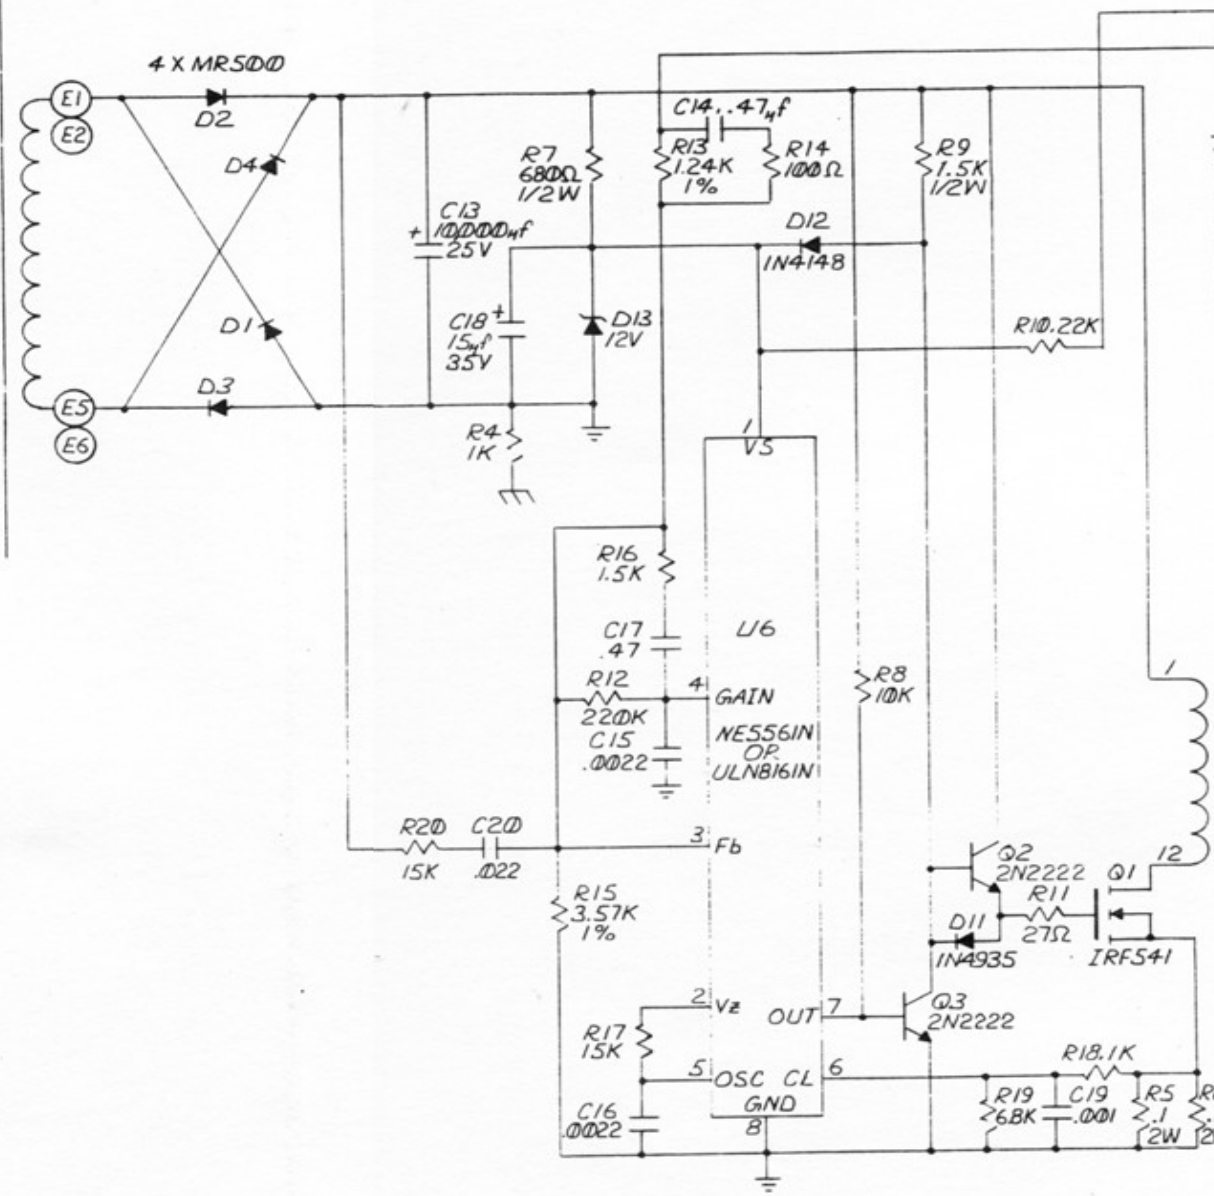 4 X MR500
E1
E2
D2
D4
D1
D3
E5
E6
C13
+ 10,000µf
25V
R7
680Ω
1/2W
C14 .47µf
R13
1.24K
1%
R14
100Ω
R9
1.5K
1/2W
D12
1N4148
C18 +
15µf
35V
D13
12V
R10.22K
R4
1K
1
VS
R16
1.5K
C17
.47
U6
R12
220K
4 GAIN
C15
.0022
NE5561N
OR
ULN8161N
R8
10K
1
12
R20
15K
C20
.022
3 Fb
R15
3.57K
1%
Q2
2N2222
R11
27Ω
Q1
IRF541
D11
1N4935
2 VZ
OUT 7
Q3
2N2222
R17
15K
5 OSC CL 6
GND
8
C16
.0022
R18.1K
R19
6.8K
C19
.001
R5
.1
2W